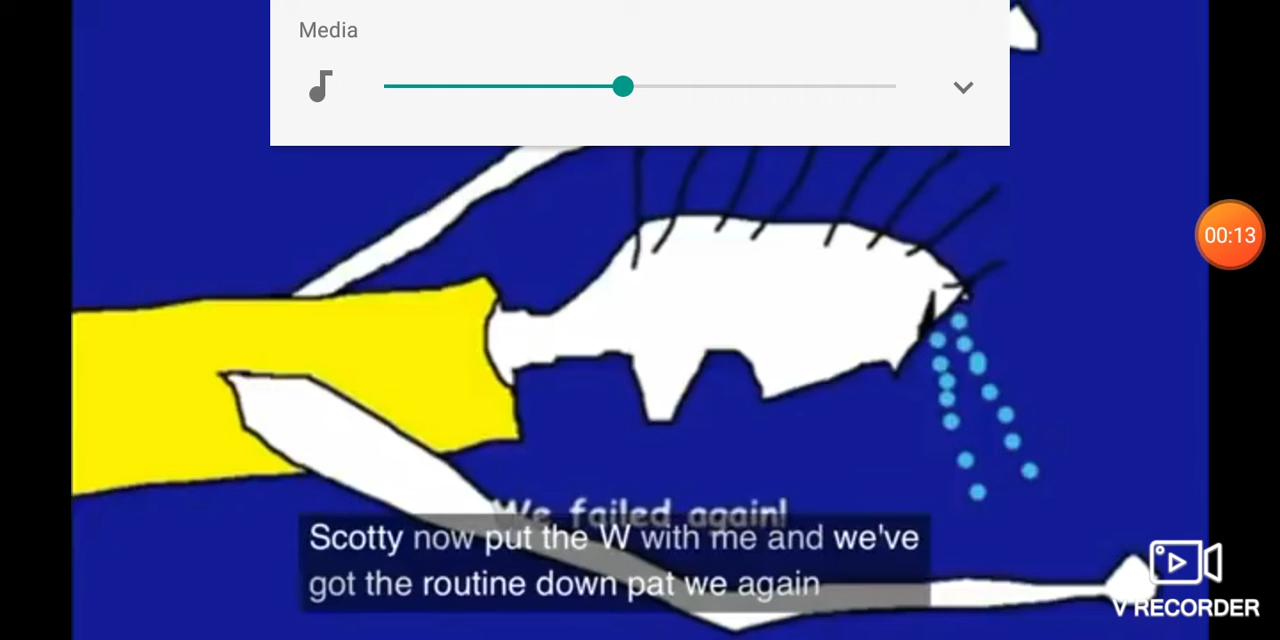 Media
00:13
We failed again!
Scotty now put the W with me and we've
got the routine down pat we again
V RECORDER